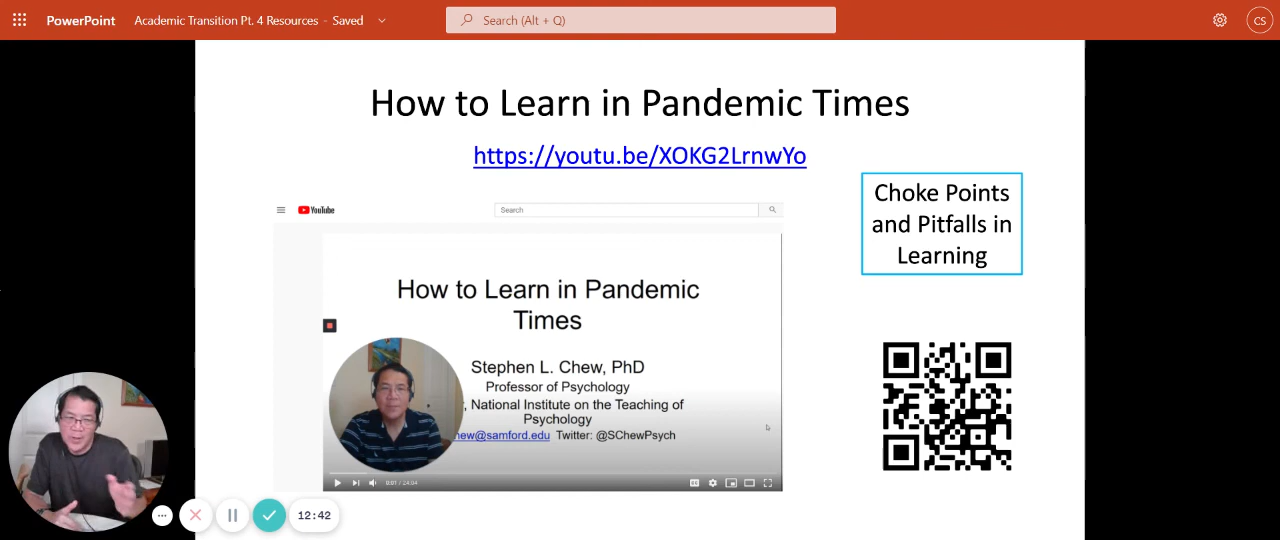 PowerPoint Academic Transition Pt. 4 Resources - Saved
Search (Alt + Q)
CS
How to Learn in Pandemic Times
https://youtu.be/XOKG2LrnwYo
Choke Points
and Pitfalls in
Learning
YouTube
Search
How to Learn in Pandemic
Times
Stephen L. Chew, PhD
Professor of Psychology
, National Institute on the Teaching of
Psychology
hew@samford.edu Twitter: @SChewPsych
12:42